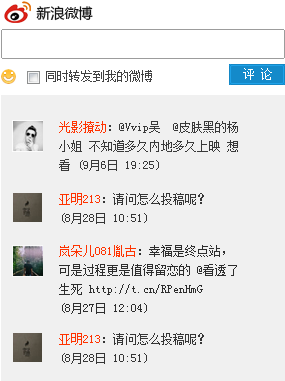 新浪微博
同时转发到我的微博
评 论
光影撩动：@Vvip吴 @皮肤黑的杨
小姐 不知道多久内地多久上映 想
看 (9月6日 19:25)
亚明213：请问怎么投稿呢？
(8月28日 10:51)
岚朵儿081胤古：幸福是终点站，
可是过程更是值得留恋的 @看透了
生死 http://t.cn/RPenHmG
(8月27日 12:04)
亚明213：请问怎么投稿呢？
(8月28日 10:51)